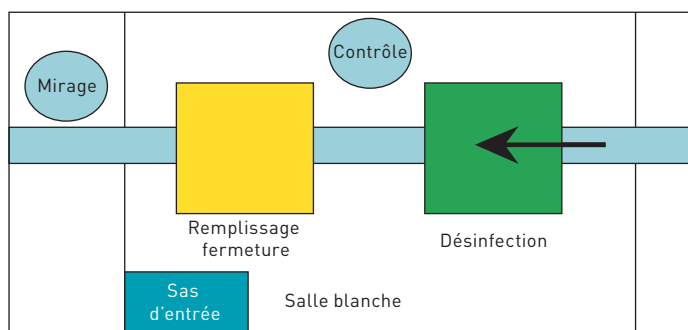 Contrôle
Mirage
Remplissage
fermeture
Désinfection
Sas
d'entrée
Salle blanche